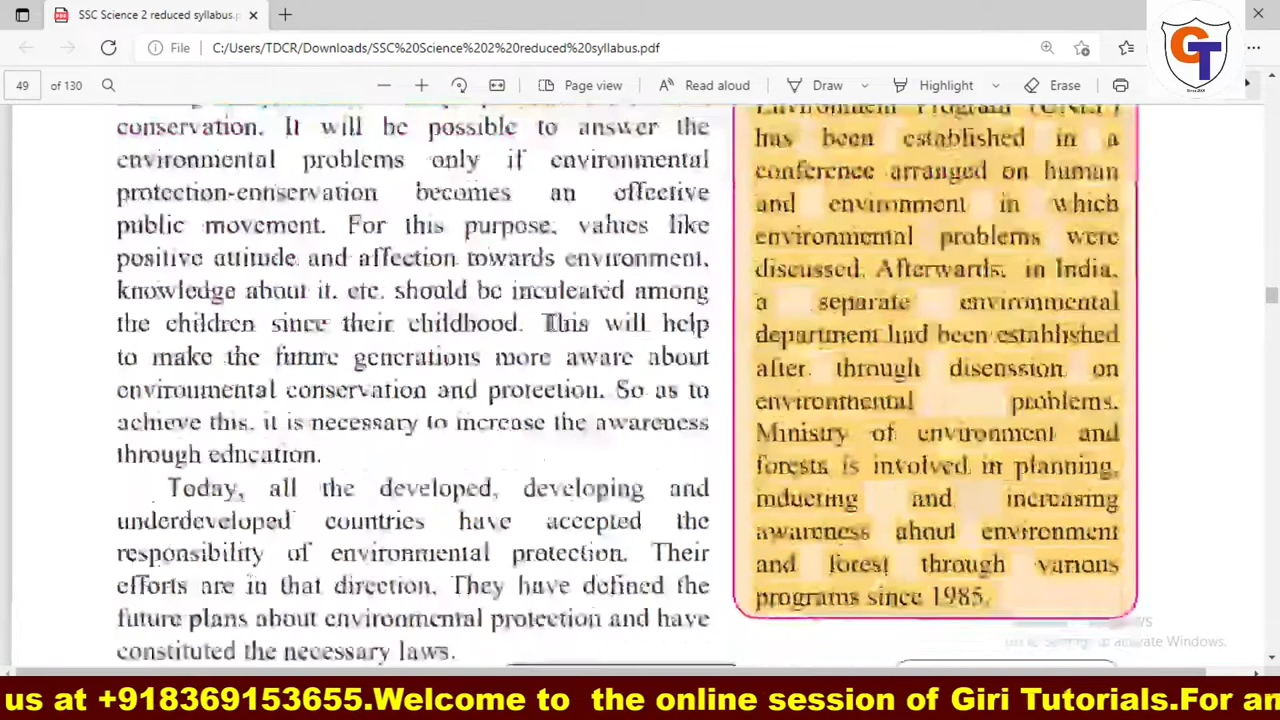 SSC Science 2 reduced syllabus.p
GT
File C:/Users/TDCR/Downloads/SSC%20Science%202%20reduced%20syllabus.pdf
49 of 130 Page view Read aloud Draw Highlight Erase
conservation. It will be possible to answer the
environmental problems only if environmental
protection-conservation becomes an effective
public movement. For this purpose, values like
positive attitude and affection towards environment,
knowledge about it, etc. should be inculcated among
the children since their childhood. This will help
to make the future generations more aware about
environmental conservation and protection. So as to
achieve this, it is necessary to increase the awareness
through education.
Today, all the developed, developing and
underdeveloped countries have accepted the
responsibility of environmental protection. Their
efforts are in that direction. They have defined the
future plans about environmental protection and have
constituted the necessary laws.
Environment Program (UNEP)
has been established in a
conference arranged on human
and environment in which
environmental problems were
discussed. Afterwards, in India,
a separate environmental
department had been established
after, through discussion on
environmental problems.
Ministry of environment and
forests is involved in planning,
inducting and increasing
awareness about environment
and forest through various
programs since 1985.
to activate Windows.
us at +918369153655.Welcome to the online session of Giri Tutorials.For an